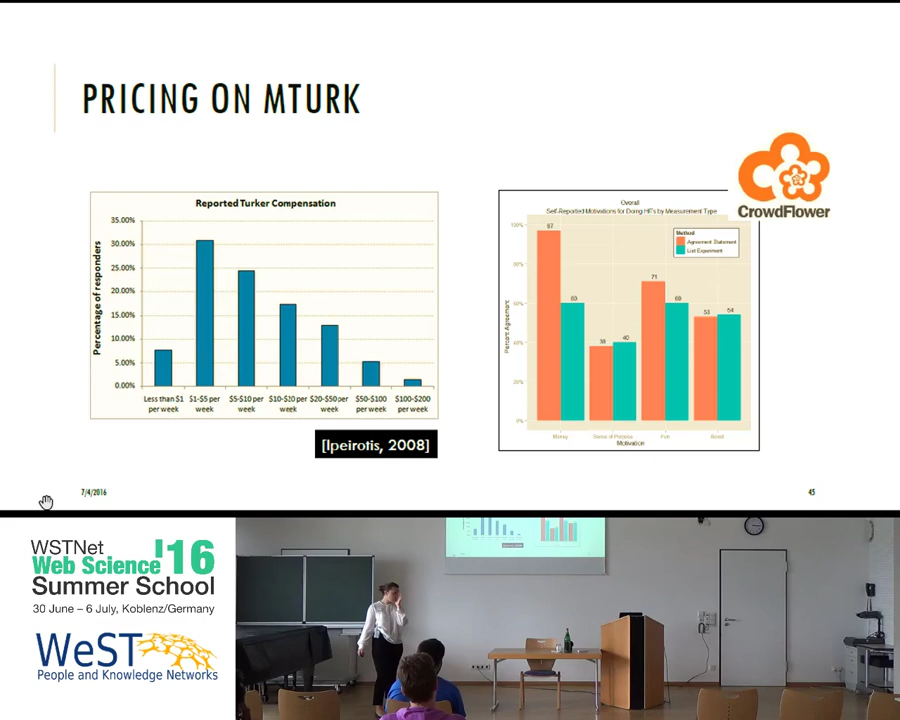 PRICING ON MTURK
Reported Turker Compensation
Percentage of responders
35.00%
30.00%
25.00%
20.00%
15.00%
10.00%
5.00%
0.00%
Less than $1 per week
$1-$5 per week
$5-$10 per week
$10-$20 per week
$20-$50 per week
$50-$100 per week
$100-$200 per week
[Ipeirotis, 2008]
CrowdFlower
Overall
Self-Reported Motivations for Doing HITs by Measurement Type
Method
Agreement Statement
List Experiment
Percent Agreement
100%
80%
60%
40%
20%
0%
97
38
40
71
53
54
Money
Sense of Purpose
Fun
Motivation
7/4/2016
45
WSTNet
Web Science '16
Summer School
30 June – 6 July, Koblenz/Germany
WeST
People and Knowledge Networks